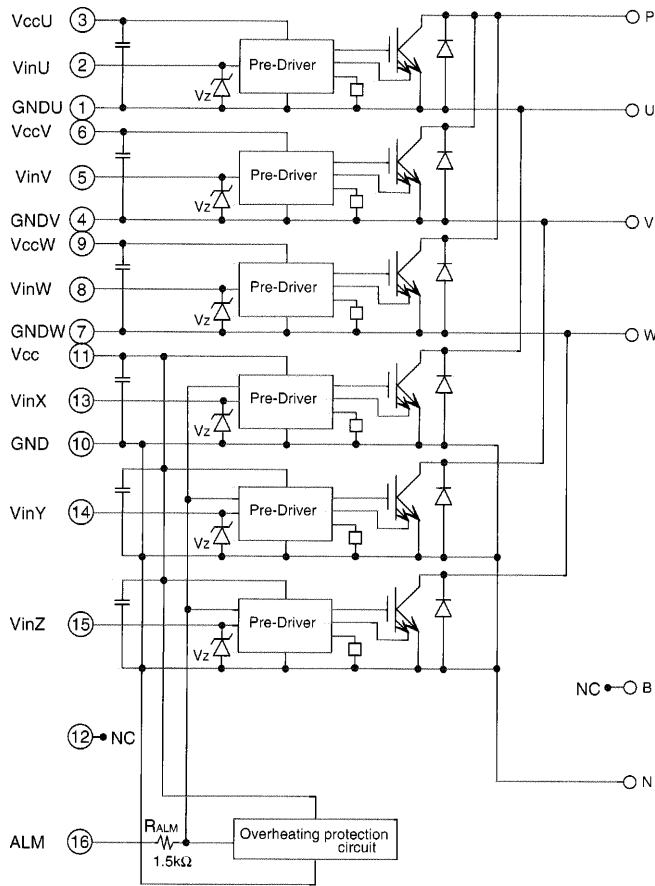 VccU 3 P
VinU 2 Pre-Driver
Vz
GNDU 1 U
VccV 6
VinV 5 Pre-Driver
Vz
GNDV 4 V
VccW 9
VinW 8 Pre-Driver
Vz
GNDW 7 W
Vcc 11
VinX 13 Pre-Driver
Vz
GND 10
VinY 14 Pre-Driver
Vz
VinZ 15 Pre-Driver
Vz
NC B
12 NC
N
ALM 16 RALM
1.5kΩ
Overheating protection
circuit